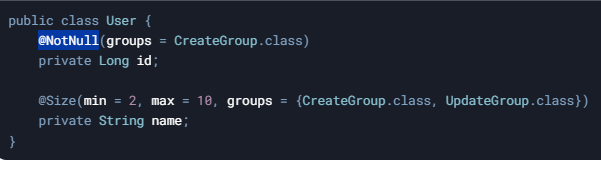 public class User {
    @NotNull(groups = CreateGroup.class)
    private Long id;
    @Size(min = 2, max = 10, groups = {CreateGroup.class, UpdateGroup.class})
    private String name;
}